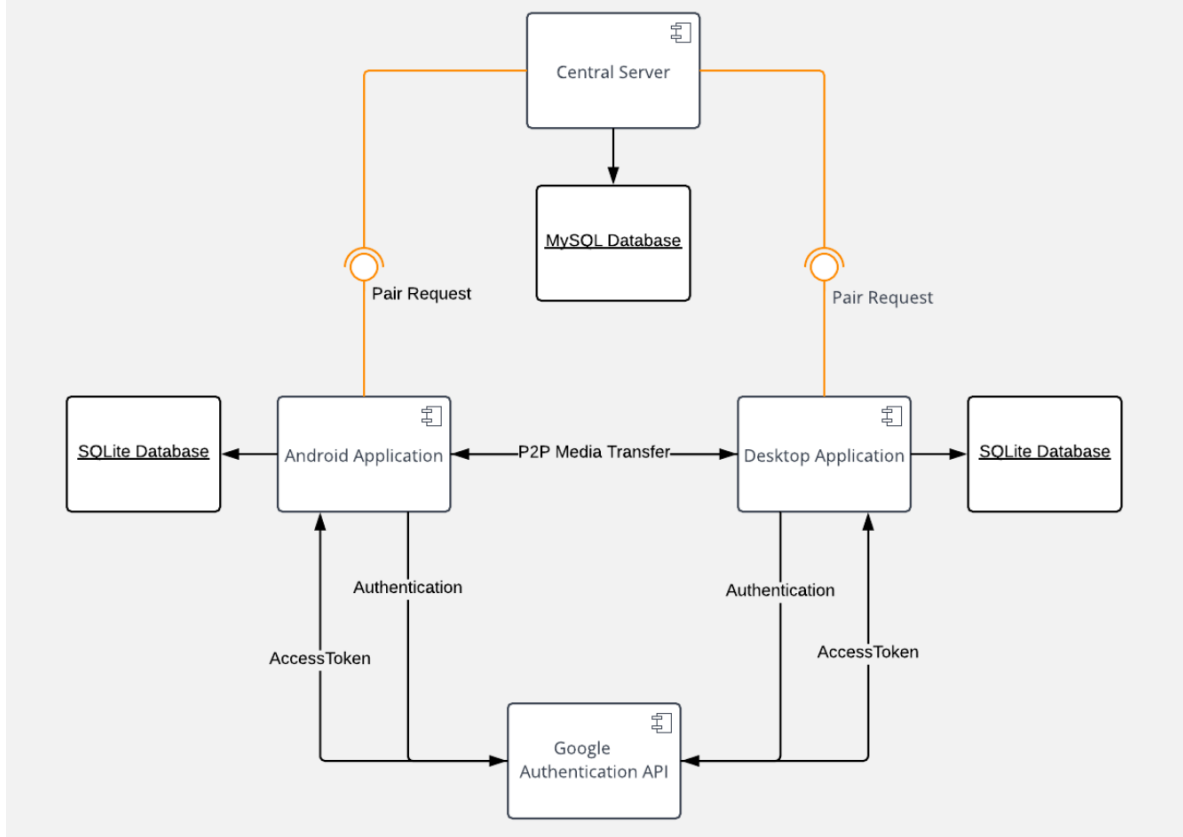 Central Server
MySQL Database
Pair Request
Pair Request
SQLite Database
Android Application
P2P Media Transfer
Desktop Application
SQLite Database
Authentication
Authentication
AccessToken
AccessToken
Google
Authentication API